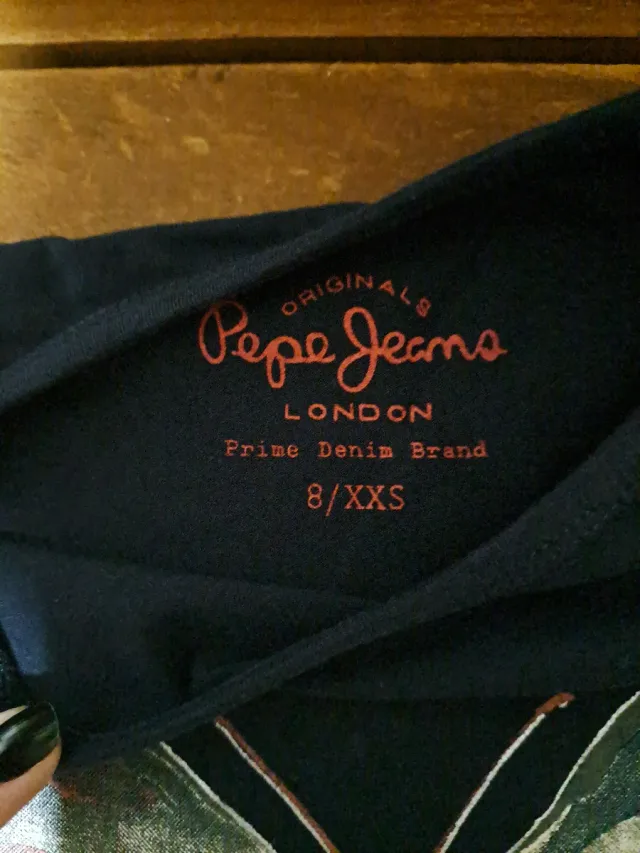 ORIGINALS
Pepe Jeans
LONDON
Prime Denim Brand
8/XXS